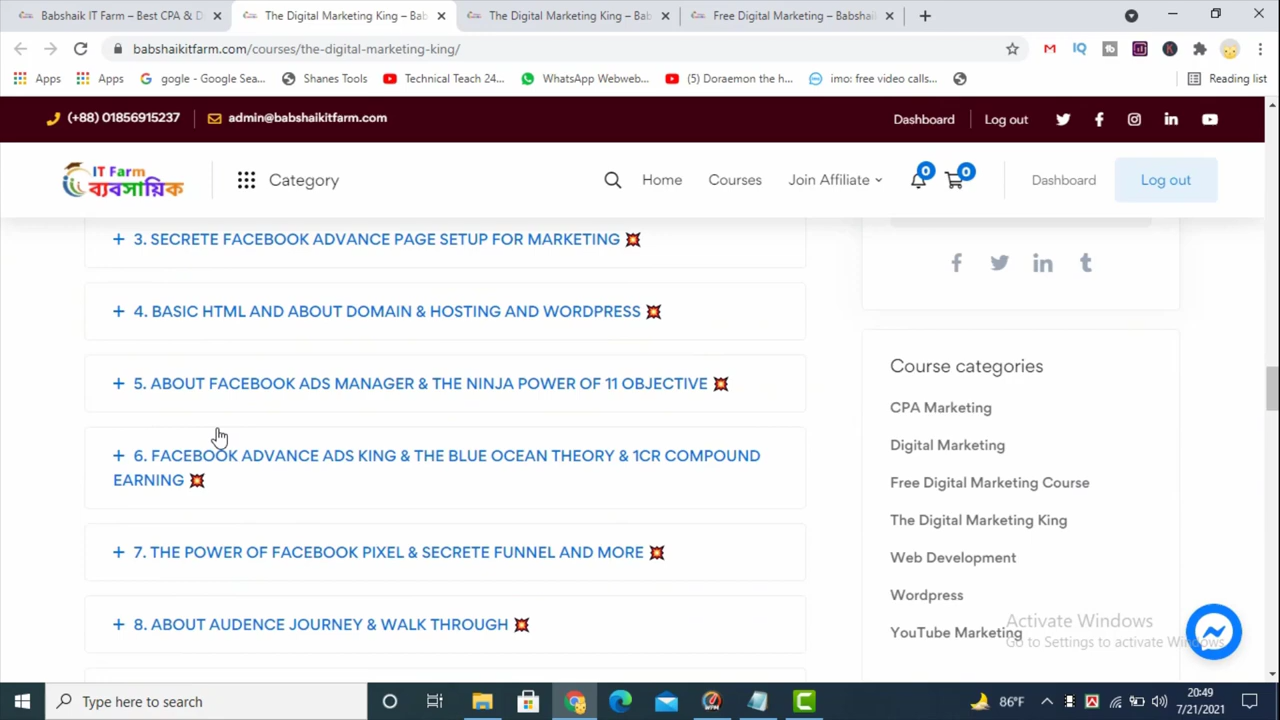 Babshaik IT Farm – Best CPA & D
The Digital Marketing King – Bab
The Digital Marketing King – Bab
Free Digital Marketing – Babshaik
babshaikitfarm.com/courses/the-digital-marketing-king/
Apps
Apps
gogle - Google Sea...
Shanes Tools
Technical Teach 24...
WhatsApp Webweb...
(5) Doraemon the h...
imo: free video calls...
Reading list
(+88) 01856915237
admin@babshaikitfarm.com
Dashboard
Log out
IT Farm
ব্যবসায়িক
Category
Home
Courses
Join Affiliate
0
0
Dashboard
Log out
+ 3. SECRETE FACEBOOK ADVANCE PAGE SETUP FOR MARKETING 💥
+ 4. BASIC HTML AND ABOUT DOMAIN & HOSTING AND WORDPRESS 💥
+ 5. ABOUT FACEBOOK ADS MANAGER & THE NINJA POWER OF 11 OBJECTIVE 💥
+ 6. FACEBOOK ADVANCE ADS KING & THE BLUE OCEAN THEORY & 1CR COMPOUND
EARNING 💥
+ 7. THE POWER OF FACEBOOK PIXEL & SECRETE FUNNEL AND MORE 💥
+ 8. ABOUT AUDENCE JOURNEY & WALK THROUGH 💥
Course categories
CPA Marketing
Digital Marketing
Free Digital Marketing Course
The Digital Marketing King
Web Development
Wordpress
YouTube Marketing
Activate Windows
Go to Settings to activate Windows.
Type here to search
86°F
20:49
7/21/2021